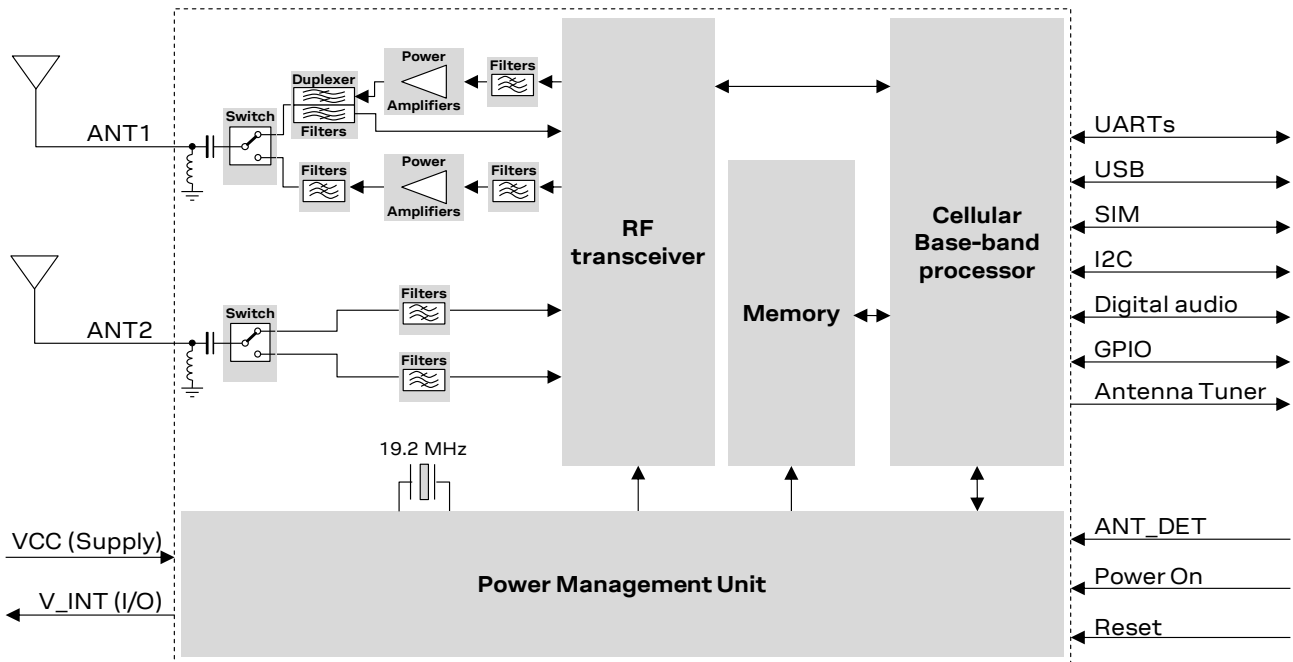 Power
Amplifiers
Filters
Duplexer
Filters
Switch
ANT1
Filters
Power
Amplifiers
Filters
RF
transceiver
Memory
Cellular
Base-band
processor
UARTs
USB
SIM
I2C
Digital audio
GPIO
Antenna Tuner
ANT2
Switch
Filters
Filters
19.2 MHz
VCC (Supply)
V_INT (I/O)
Power Management Unit
ANT_DET
Power On
Reset